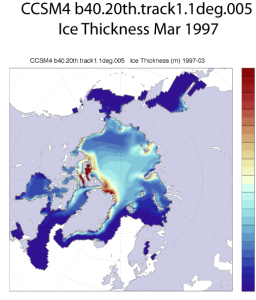 CCSM4 b40.20th.track1.1deg.005
Ice Thickness Mar 1997
CCSM4 b40.20th.track1.1deg.005 Ice Thickness (m) 1997-03